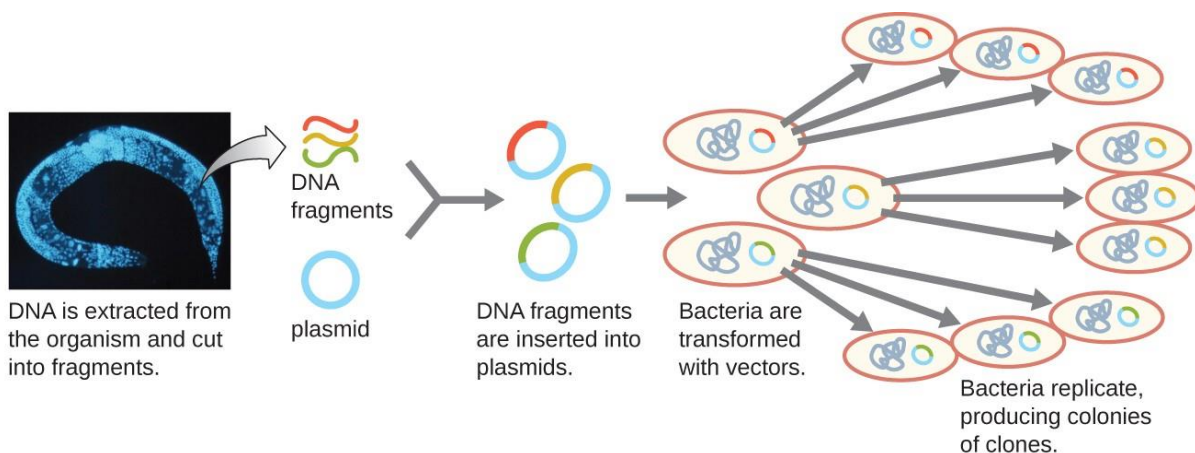 DNA is extracted from
the organism and cut
into fragments.
DNA
fragments
plasmid
DNA fragments
are inserted into
plasmids.
Bacteria are
transformed
with vectors.
Bacteria replicate,
producing colonies
of clones.